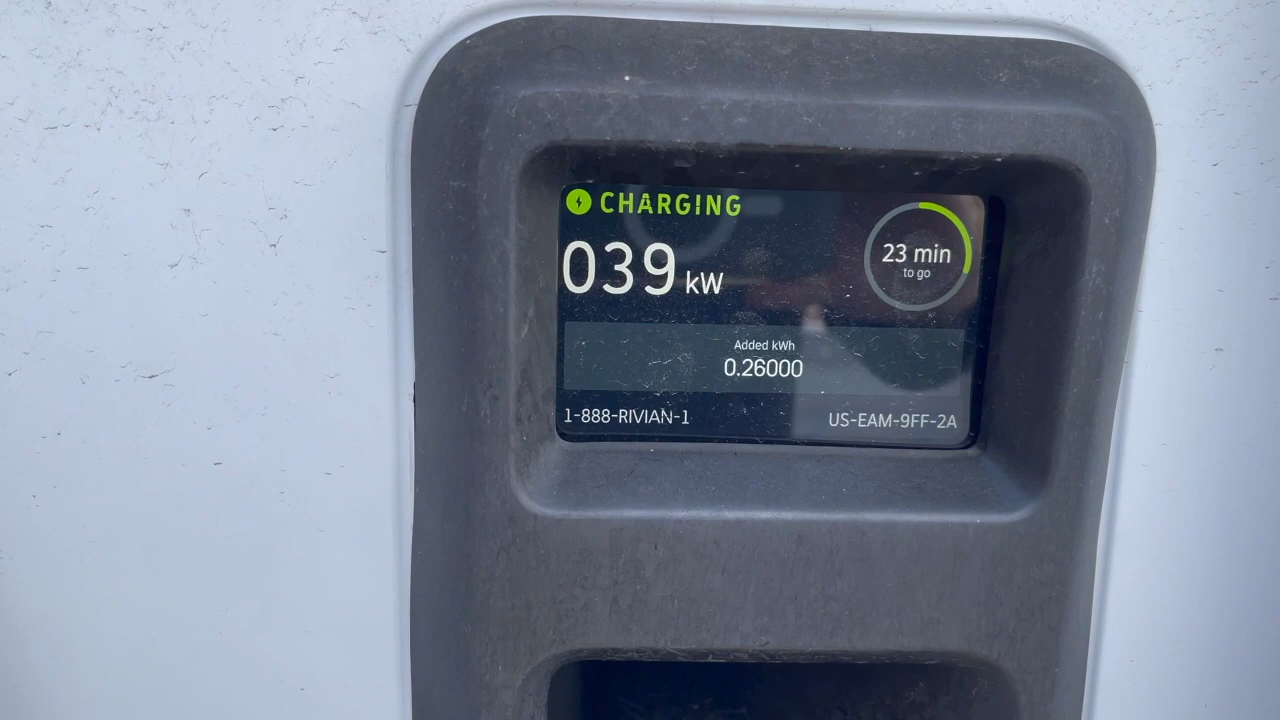 CHARGING
039 kW
23 min
to go
Added kWh
0.26000
1-888-RIVIAN-1
US-EAM-9FF-2A